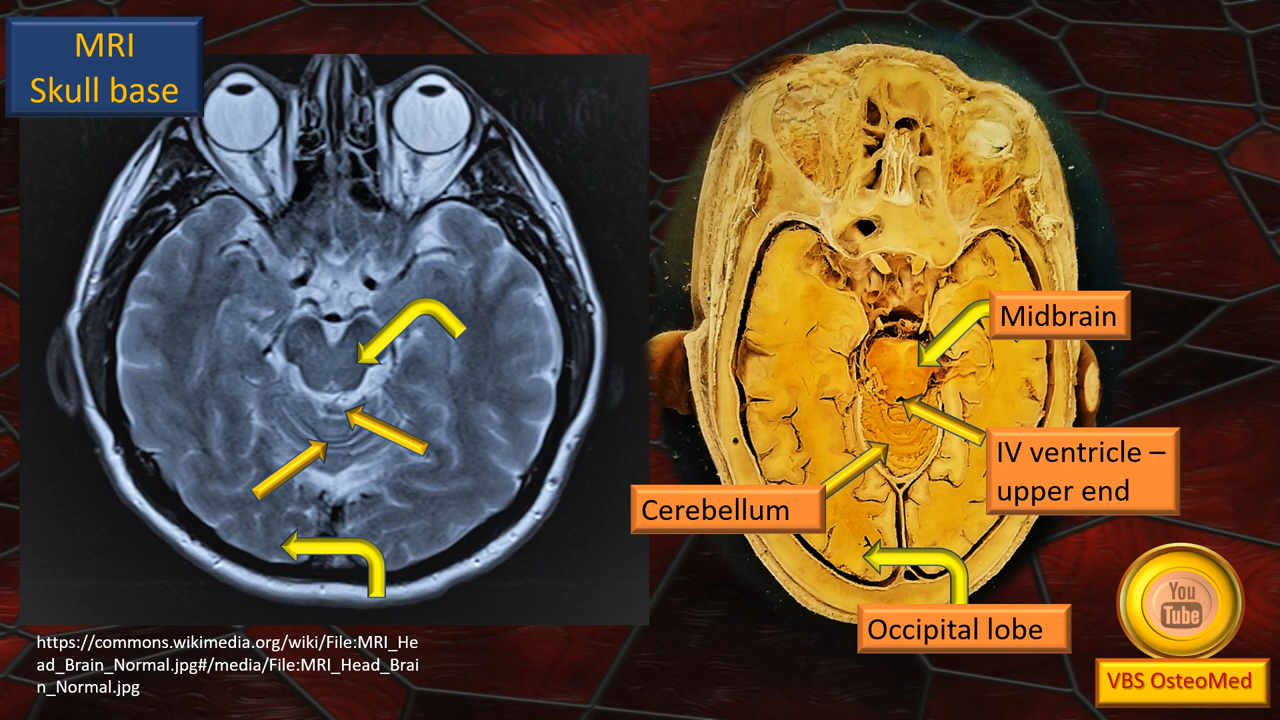 MRI
Skull base
Midbrain
IV ventricle –
upper end
Cerebellum
Occipital lobe
https://commons.wikimedia.org/wiki/File:MRI_He
ad_Brain_Normal.jpg#/media/File:MRI_Head_Brai
n_Normal.jpg
You
Tube
VBS OsteoMed